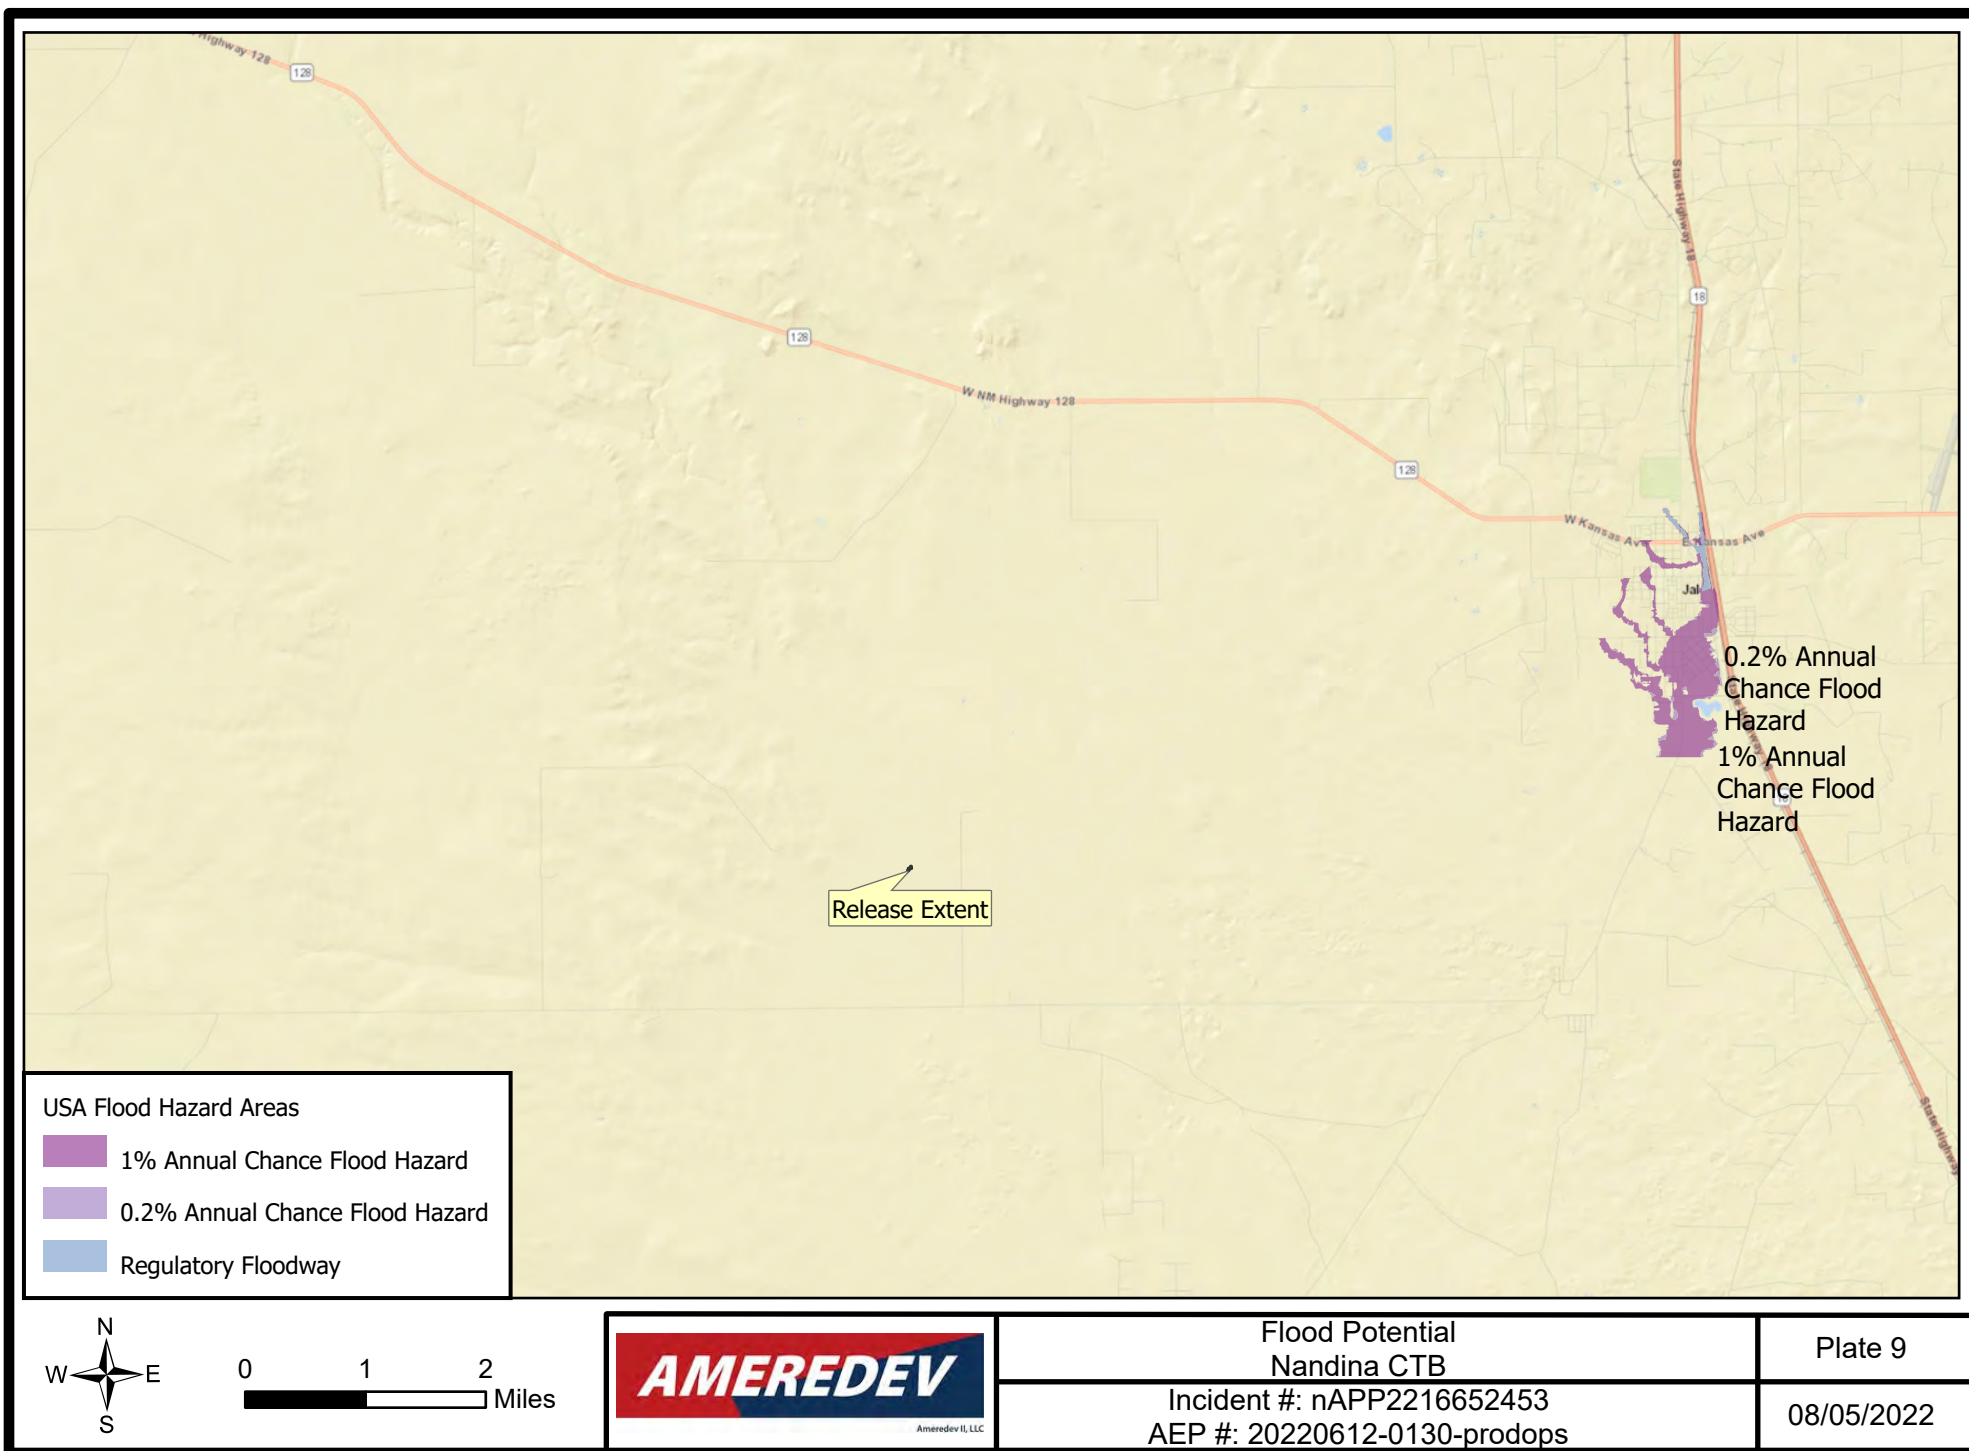 Highway 128
128
128
W NM Highway 128
128
State Highway 18
18
W Kansas Ave
E Kansas Ave
Jal
0.2% Annual
Chance Flood
Hazard
1% Annual
Chance Flood
Hazard
18
Release Extent
State Highway
USA Flood Hazard Areas
1% Annual Chance Flood Hazard
0.2% Annual Chance Flood Hazard
Regulatory Floodway
N
W
E
S
0
1
2
Miles
AMEREDEV
Ameredev II, LLC
Flood Potential
Nandina CTB
Incident #: nAPP2216652453
AEP #: 20220612-0130-prodops
Plate 9
08/05/2022